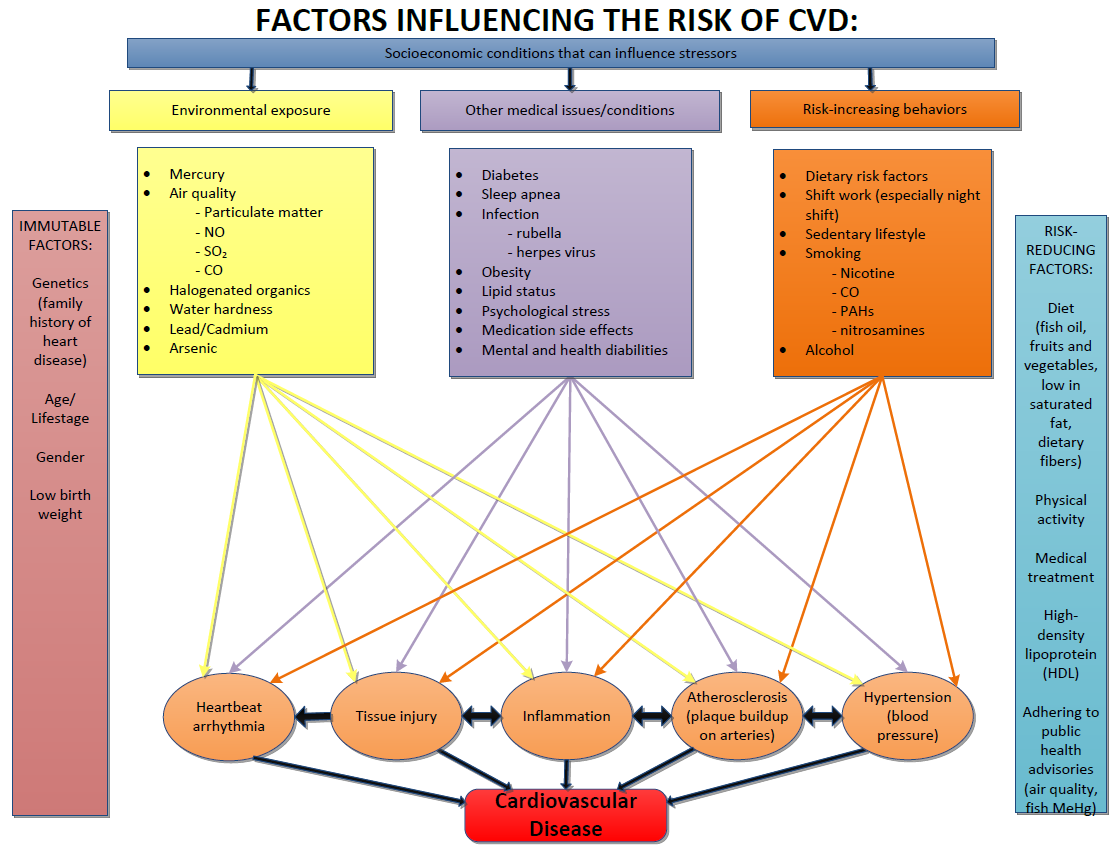 FACTORS INFLUENCING THE RISK OF CVD:
Socioeconomic conditions that can influence stressors
Environmental exposure
Other medical issues/conditions
Risk-increasing behaviors
• Mercury
• Air quality
- Particulate matter
- NO
- SO₂
- CO
• Halogenated organics
• Water hardness
• Lead/Cadmium
• Arsenic
• Diabetes
• Sleep apnea
• Infection
- rubella
- herpes virus
• Obesity
• Lipid status
• Psychological stress
• Medication side effects
• Mental and health diabilities
• Dietary risk factors
• Shift work (especially night
shift)
• Sedentary lifestyle
• Smoking
- Nicotine
- CO
- PAHs
- nitrosamines
• Alcohol
IMMUTABLE
FACTORS:
Genetics
(family
history of
heart
disease)
Age/
Lifestage
Gender
Low birth
weight
RISK-
REDUCING
FACTORS:
Diet
(fish oil,
fruits and
vegetables,
low in
saturated
fat,
dietary
fibers)
Physical
activity
Medical
treatment
High-
density
lipoprotein
(HDL)
Adhering to
public
health
advisories
(air quality,
fish MeHg)
Heartbeat
arrhythmia
Tissue injury
Inflammation
Atherosclerosis
(plaque buildup
on arteries)
Hypertension
(blood
pressure)
Cardiovascular
Disease